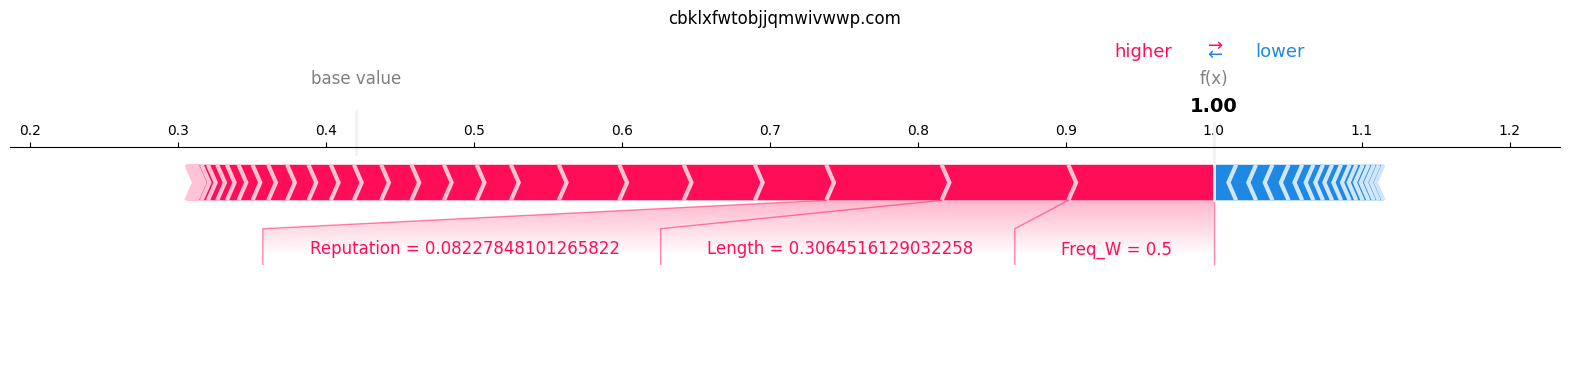 cbklxfwtobjjqmwivwwp.com
higher → ← lower
base value f(x)
1.00
0.2 0.3 0.4 0.5 0.6 0.7 0.8 0.9 1.0 1.1 1.2
Reputation = 0.08227848101265822 Length = 0.3064516129032258 Freq_W = 0.5